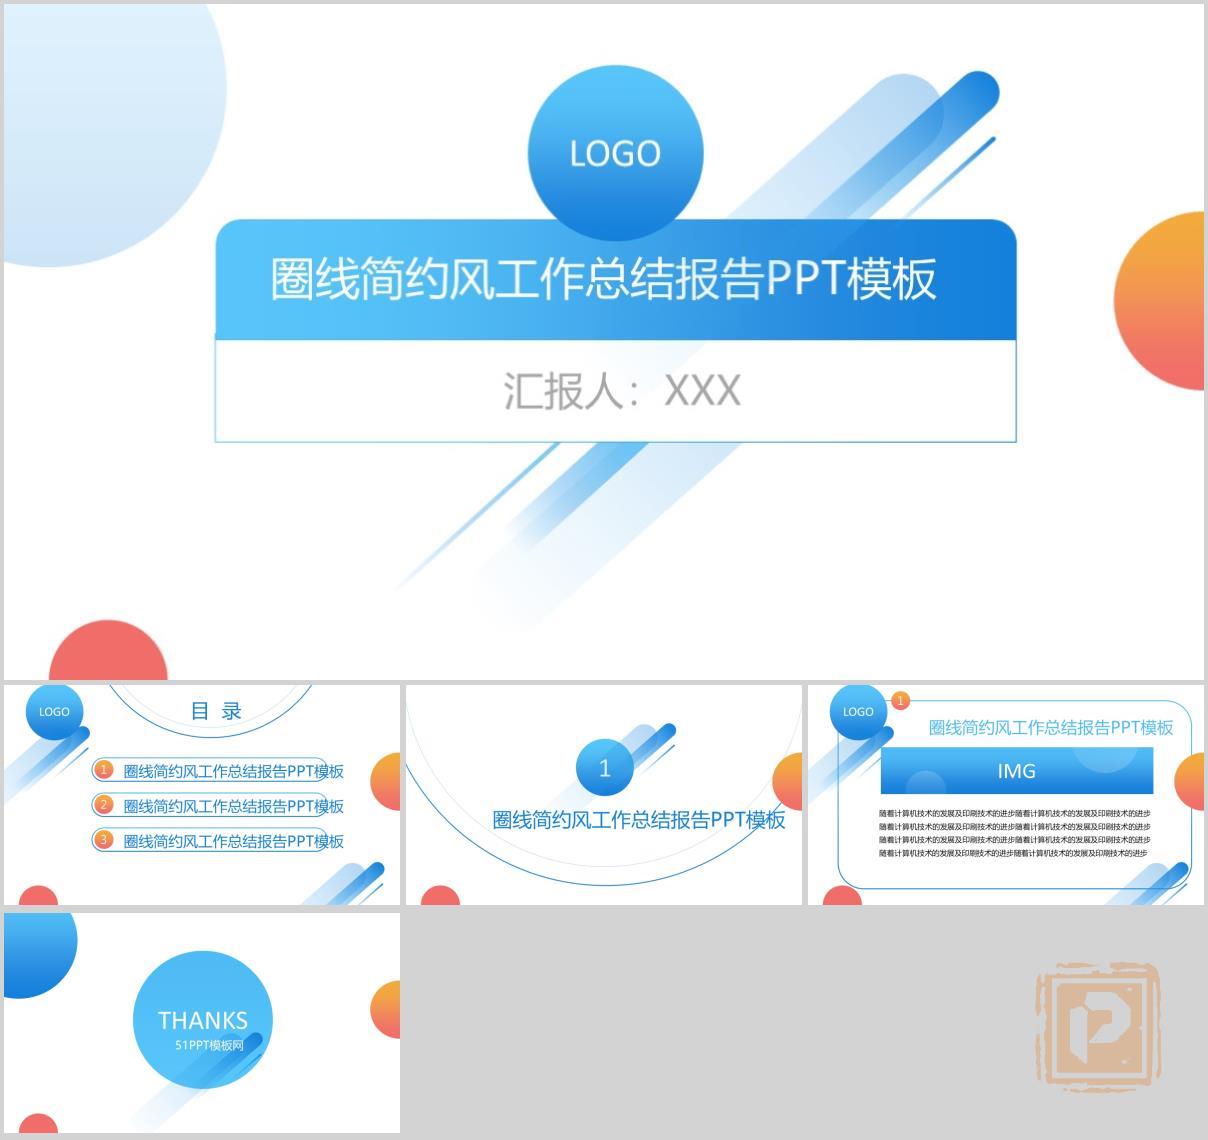 LOGO
圈线简约风工作总结报告PPT模板
汇报人：XXX
LOGO
目 录
1 圈线简约风工作总结报告PPT模板
2 圈线简约风工作总结报告PPT模板
3 圈线简约风工作总结报告PPT模板
1
圈线简约风工作总结报告PPT模板
LOGO
1
圈线简约风工作总结报告PPT模板
IMG
随着计算机技术的发展及印刷技术的进步随着计算机技术的发展及印刷技术的进步
随着计算机技术的发展及印刷技术的进步随着计算机技术的发展及印刷技术的进步
随着计算机技术的发展及印刷技术的进步随着计算机技术的发展及印刷技术的进步
随着计算机技术的发展及印刷技术的进步随着计算机技术的发展及印刷技术的进步
THANKS
51PPT模板网
P